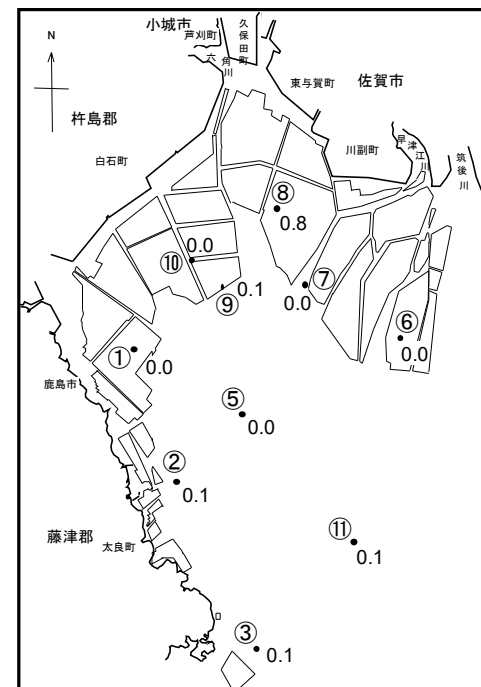 小城市
芦刈町
久保田町
N
六角川
東与賀町
佐賀市
杵島郡
川副町
早津江川
筑後川
白石町
⑧
0.8
0.0
⑩
⑦
0.1
0.0
⑨
⑥
0.0
①
0.0
鹿島市
⑤
0.0
②
0.1
藤津郡
太良町
⑪
0.1
③
0.1